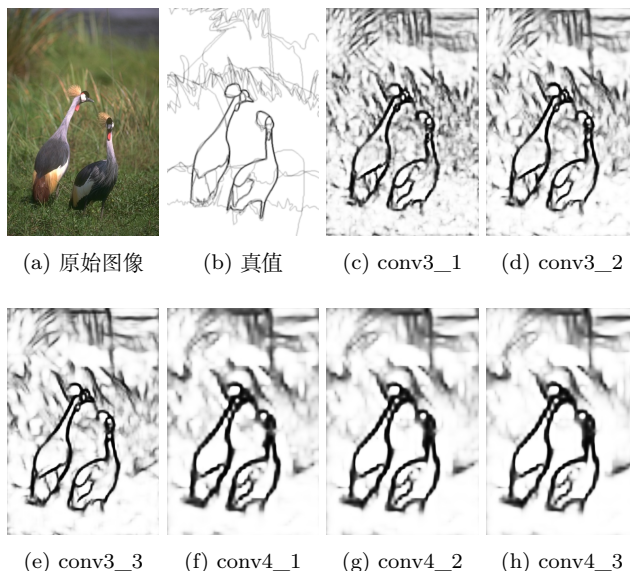 (a) 原始图像 (b) 真值 (c) conv3_1 (d) conv3_2
(e) conv3_3 (f) conv4_1 (g) conv4_2 (h) conv4_3